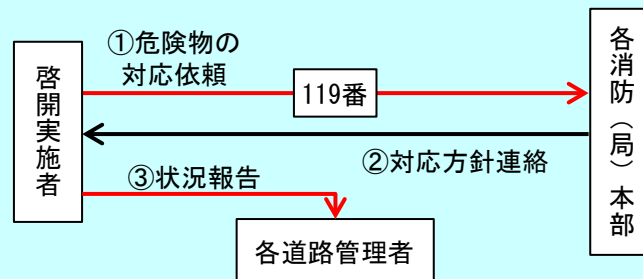 ①危険物の
対応依頼
119番
啓開実施者
各消防（局）本部
②対応方針連絡
③状況報告
各道路管理者